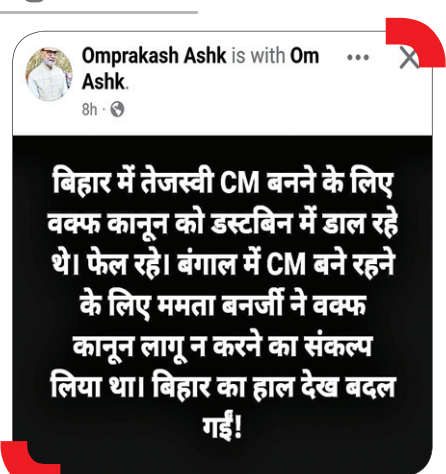 Omprakash Ashk is with Om
Ashk.
8h ·
बिहार में तेजस्वी CM बनने के लिए
वक्फ कानून को डस्टबिन में डाल रहे
थे। फेल रहे। बंगाल में CM बने रहने
के लिए ममता बनर्जी ने वक्फ
कानून लागू न करने का संकल्प
लिया था। बिहार का हाल देख बदल
गईं!